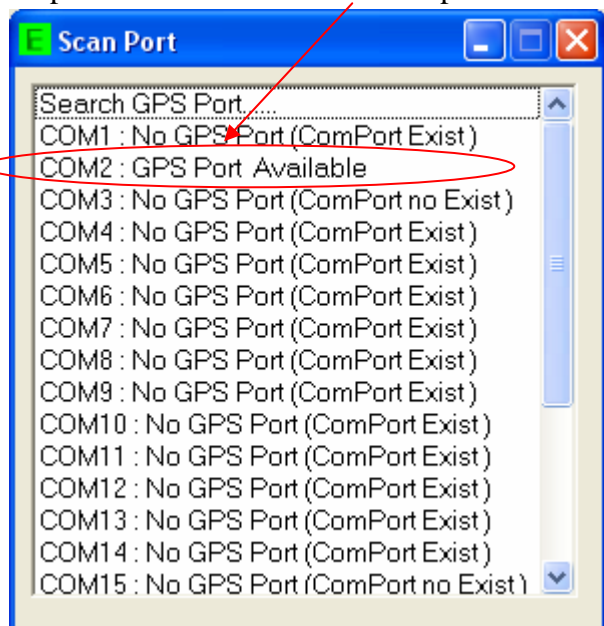 E Scan Port
Search GPS Port.....
COM1 : No GPS Port (ComPort Exist)
COM2 : GPS Port Available
COM3 : No GPS Port (ComPort no Exist)
COM4 : No GPS Port (ComPort Exist)
COM5 : No GPS Port (ComPort Exist)
COM6 : No GPS Port (ComPort Exist)
COM7 : No GPS Port (ComPort Exist)
COM8 : No GPS Port (ComPort Exist)
COM9 : No GPS Port (ComPort Exist)
COM10 : No GPS Port (ComPort Exist)
COM11 : No GPS Port (ComPort Exist)
COM12 : No GPS Port (ComPort Exist)
COM13 : No GPS Port (ComPort Exist)
COM14 : No GPS Port (ComPort Exist)
COM15 : No GPS Port (ComPort no Exist)